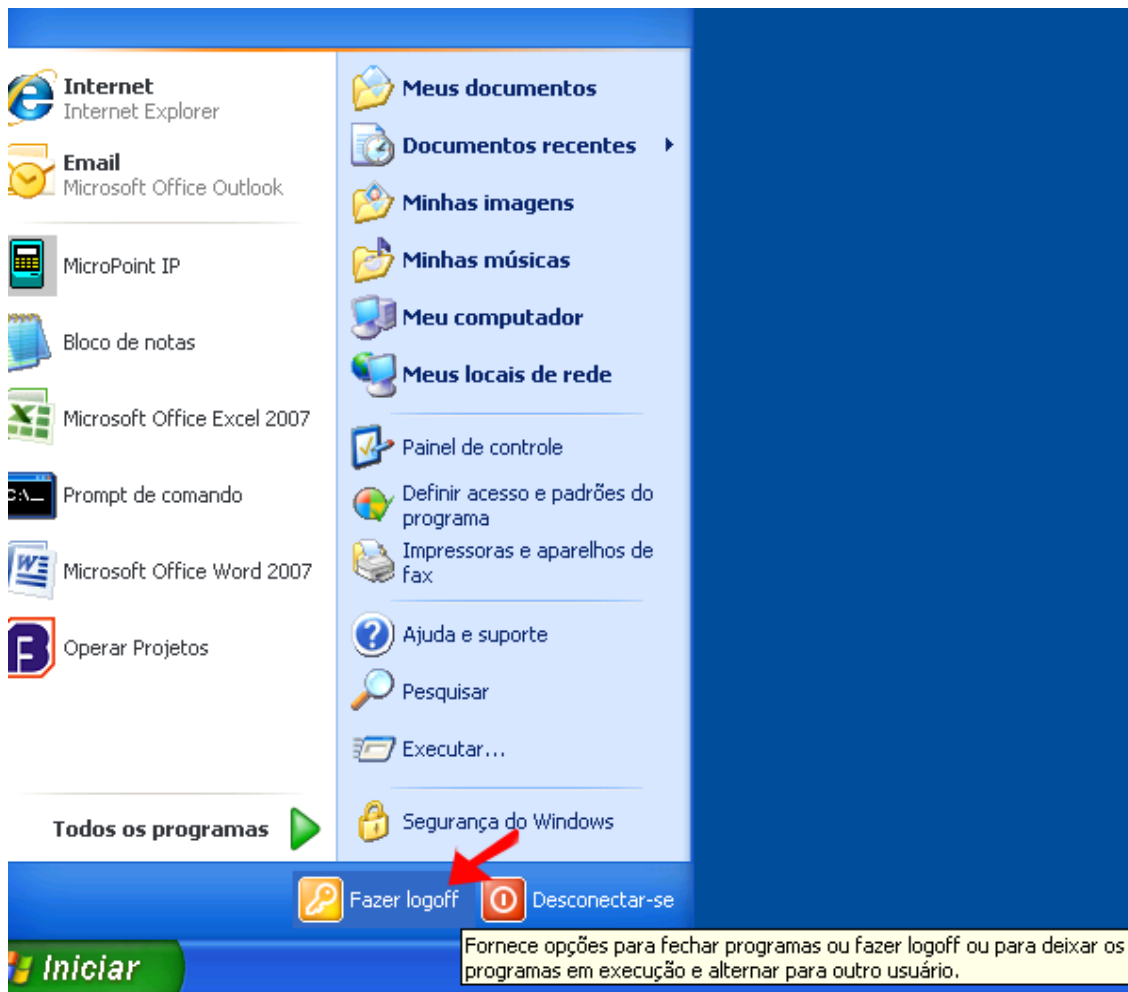 Internet
Internet Explorer
Email
Microsoft Office Outlook
MicroPoint IP
Bloco de notas
Microsoft Office Excel 2007
C:\_
Prompt de comando
Microsoft Office Word 2007
Operar Projetos
Todos os programas
Meus documentos
Documentos recentes
Minhas imagens
Minhas músicas
Meu computador
Meus locais de rede
Painel de controle
Definir acesso e padrões do
programa
Impressoras e aparelhos de
fax
Ajuda e suporte
Pesquisar
Executar...
Segurança do Windows
Fazer logoff
Desconectar-se
Iniciar
Fornece opções para fechar programas ou fazer logoff ou para deixar os
programas em execução e alternar para outro usuário.